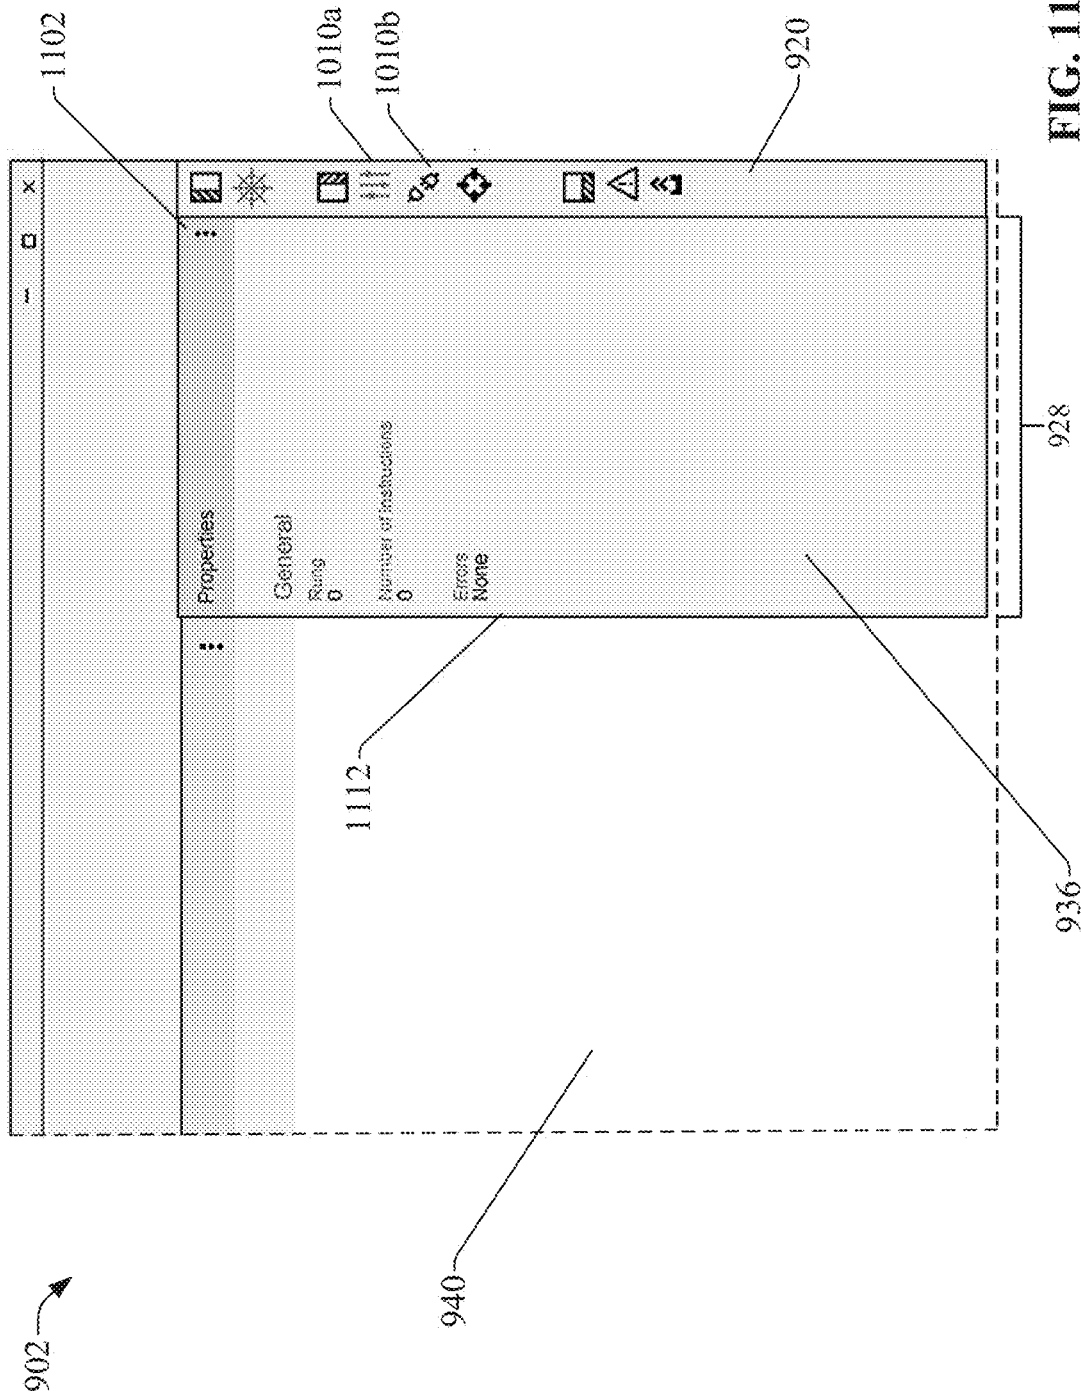 902
1102
1010a
1010b
920
Properties
General
Rung
0
Number of Instructions
0
Errors
None
1112
928
940
936
FIG. 11